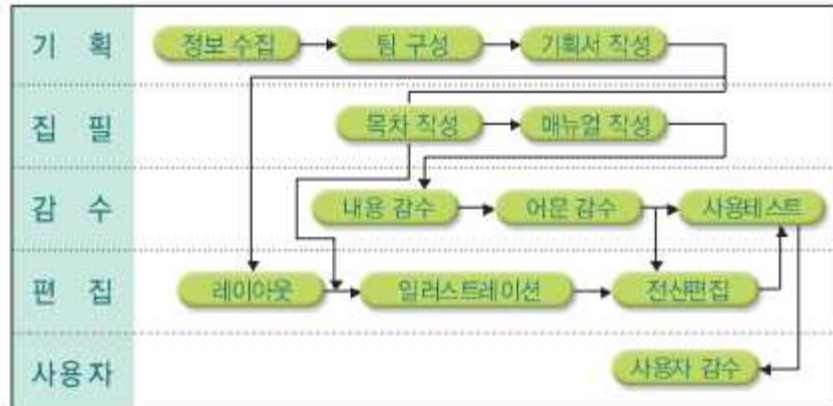 기 획
정보 수집
팀 구성
기획서 작성
집 필
목차 작성
매뉴얼 작성
감 수
내용 감수
어문 감수
사용테스트
편 집
레이아웃
일러스트레이션
전산편집
사용자
사용자 감수